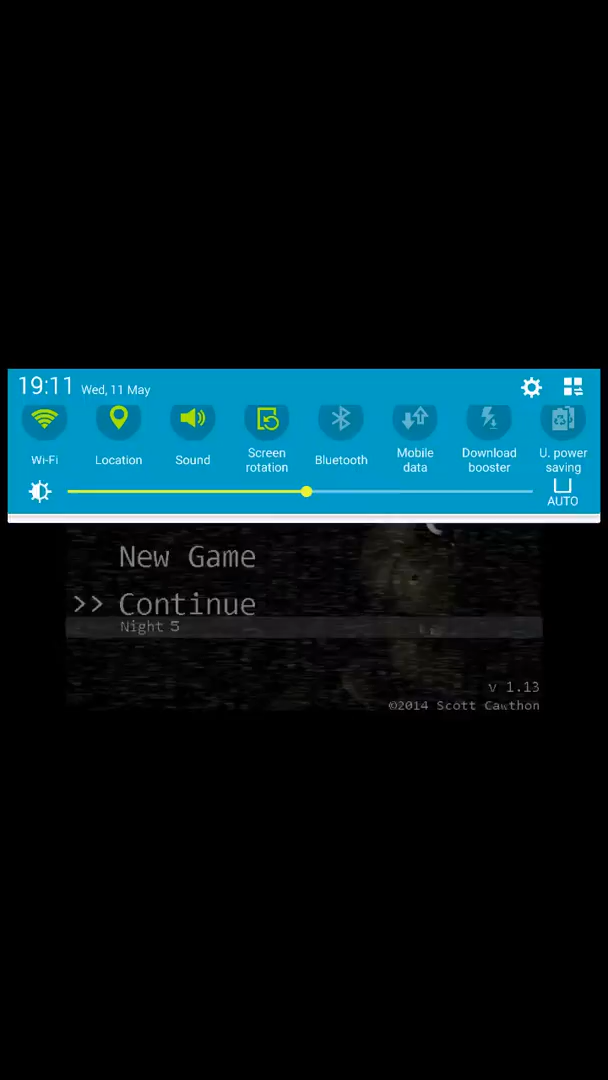 19:11 Wed, 11 May
Wi-Fi Location Sound Screen rotation Bluetooth Mobile data Download booster U. power saving
AUTO
New Game
>> Continue
Night 5
v 1.13
©2014 Scott Cawthon